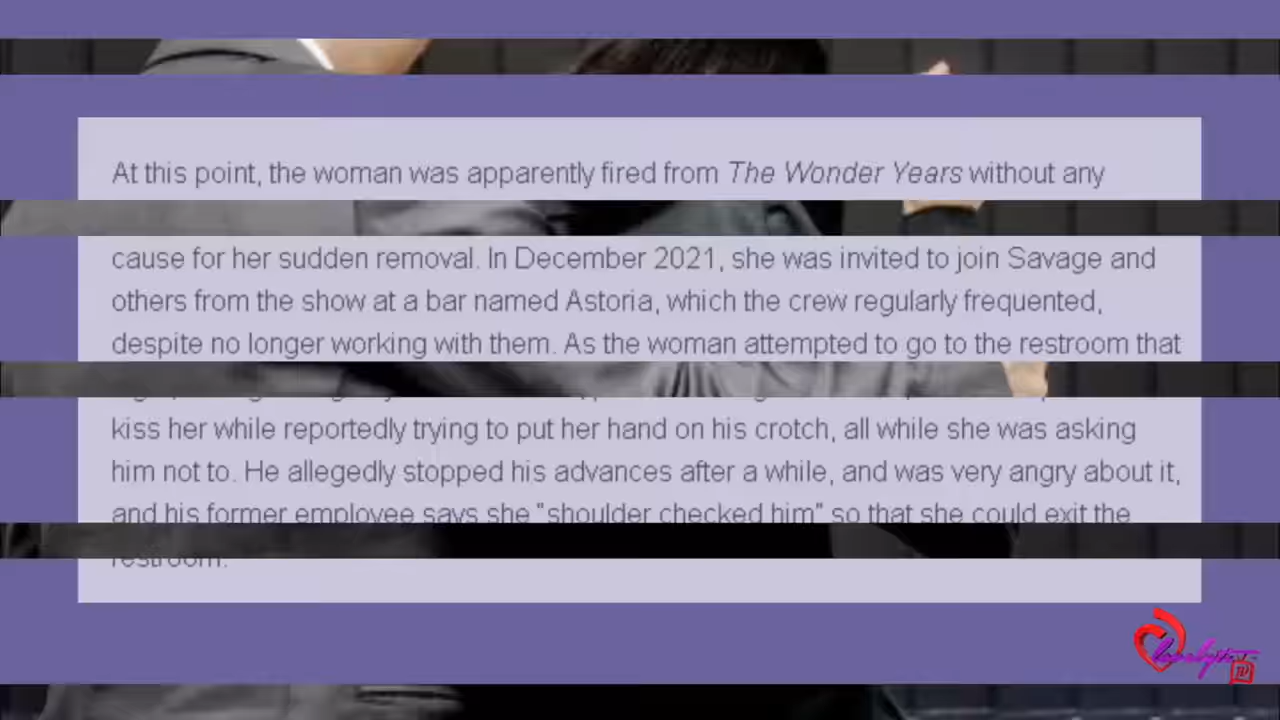 At this point, the woman was apparently fired from The Wonder Years without any
cause for her sudden removal. In December 2021, she was invited to join Savage and
others from the show at a bar named Astoria, which the crew regularly frequented,
despite no longer working with them. As the woman attempted to go to the restroom that
kiss her while reportedly trying to put her hand on his crotch, all while she was asking
him not to. He allegedly stopped his advances after a while, and was very angry about it,
and his former employee says she "shoulder checked him" so that she could exit the
restroom.